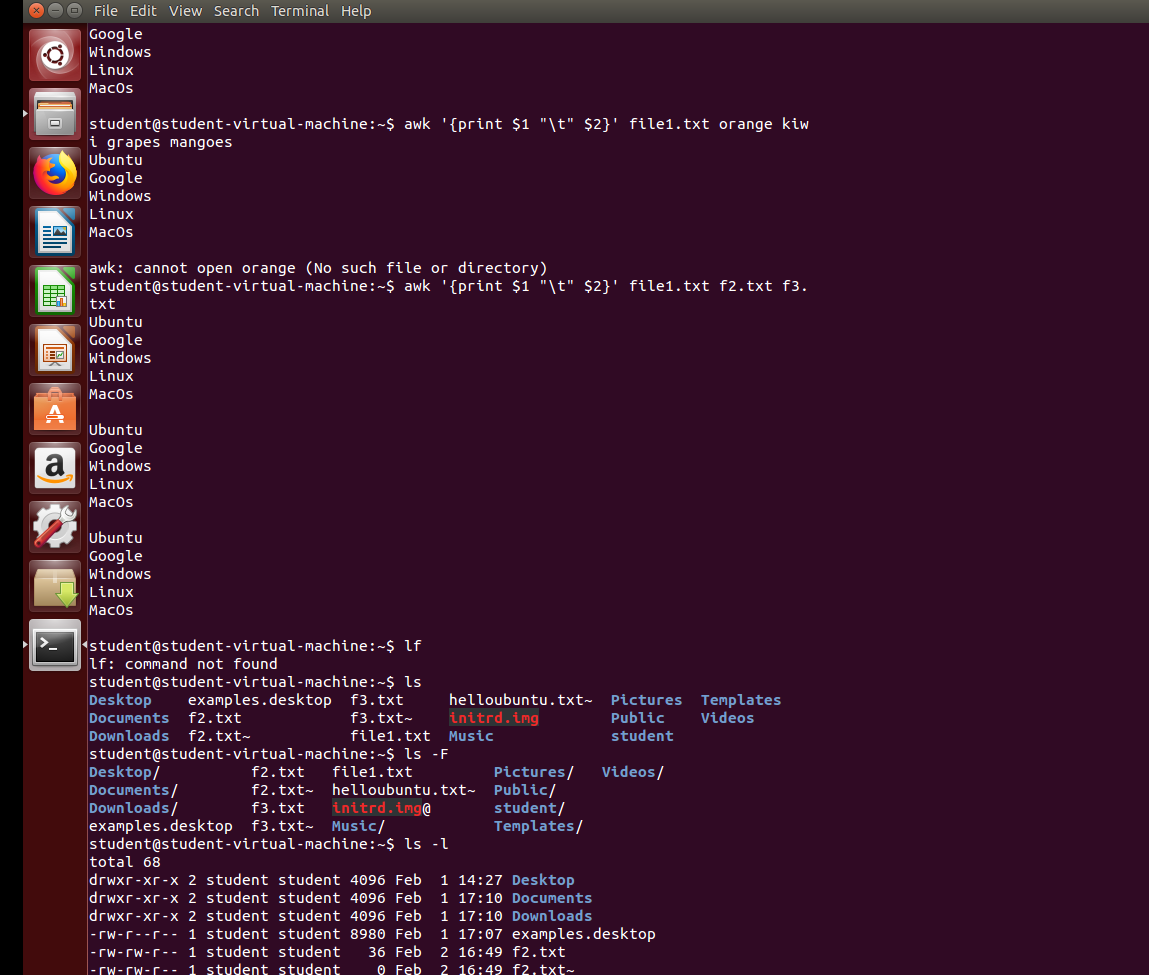 File Edit View Search Terminal Help
Google
Windows
Linux
MacOs
student@student-virtual-machine:~$ awk '{print $1 "\t" $2}' file1.txt orange kiw
i grapes mangoes
Ubuntu
Google
Windows
Linux
MacOs
awk: cannot open orange (No such file or directory)
student@student-virtual-machine:~$ awk '{print $1 "\t" $2}' file1.txt f2.txt f3.
txt
Ubuntu
Google
Windows
Linux
MacOs
Ubuntu
Google
Windows
Linux
MacOs
Ubuntu
Google
Windows
Linux
MacOs
student@student-virtual-machine:~$ lf
lf: command not found
student@student-virtual-machine:~$ ls
Desktop examples.desktop f3.txt helloubuntu.txt~ Pictures Templates
Documents f2.txt f3.txt~ initrd.img Public Videos
Downloads f2.txt~ file1.txt Music student
student@student-virtual-machine:~$ ls -F
Desktop/ f2.txt file1.txt Pictures/ Videos/
Documents/ f2.txt~ helloubuntu.txt~ Public/
Downloads/ f3.txt initrd.img@ student/
examples.desktop f3.txt~ Music/ Templates/
student@student-virtual-machine:~$ ls -l
total 68
drwxr-xr-x 2 student student 4096 Feb 1 14:27 Desktop
drwxr-xr-x 2 student student 4096 Feb 1 17:10 Documents
drwxr-xr-x 2 student student 4096 Feb 1 17:10 Downloads
-rw-r--r-- 1 student student 8980 Feb 1 17:07 examples.desktop
-rw-rw-r-- 1 student student 36 Feb 2 16:49 f2.txt
-rw-rw-r-- 1 student student 0 Feb 2 16:49 f2.txt~